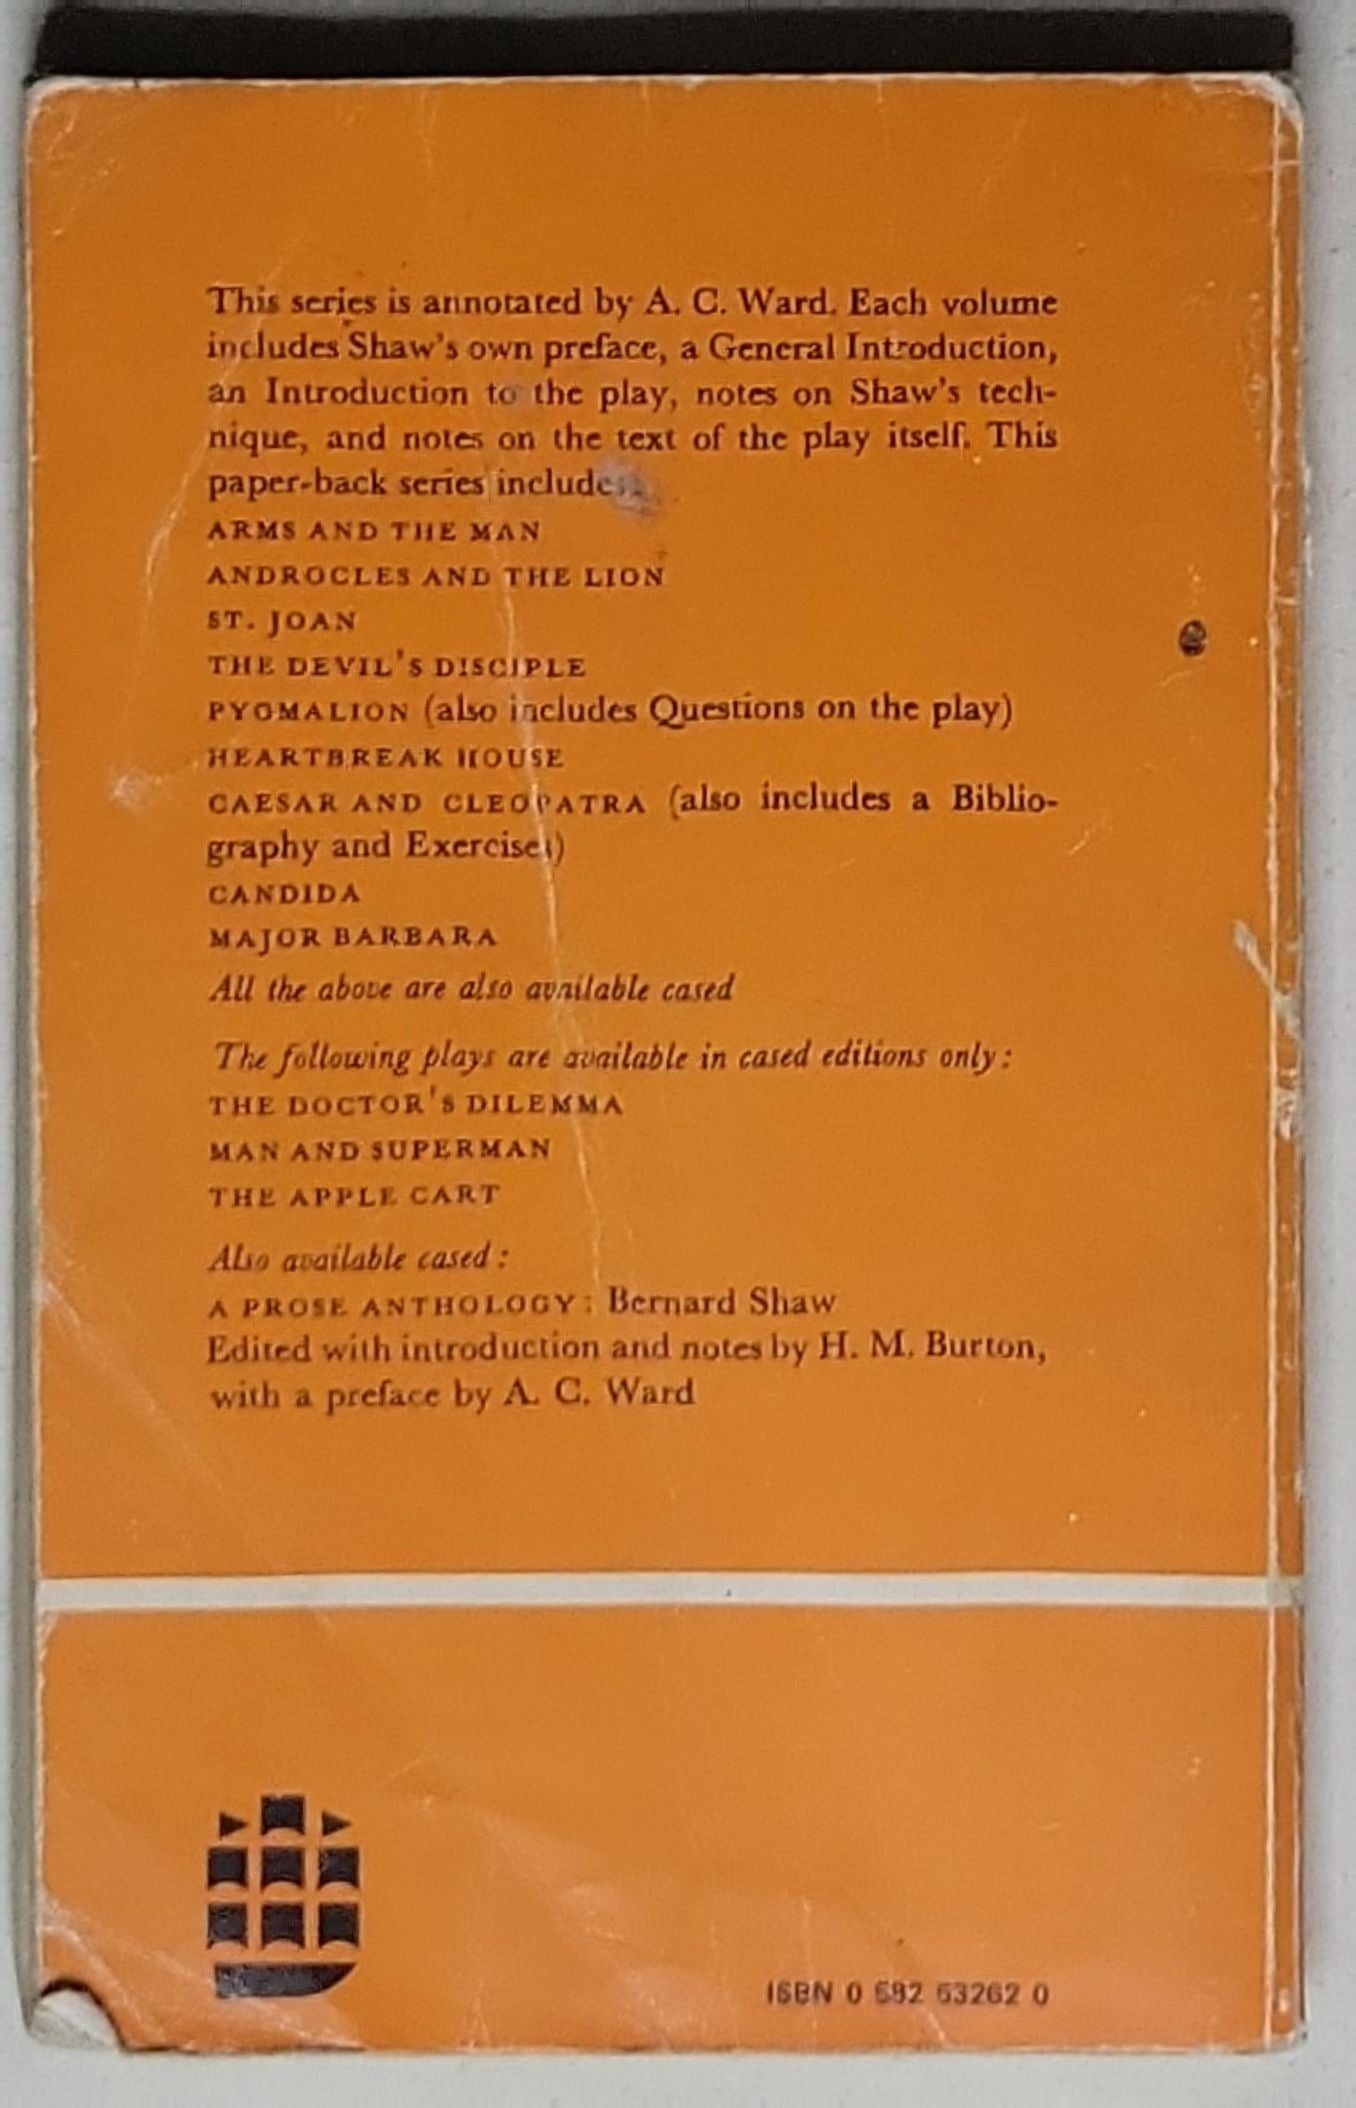 This series is annotated by A. C. Ward. Each volume
includes Shaw's own preface, a General Introduction,
an Introduction to the play, notes on Shaw's tech-
nique, and notes on the text of the play itself. This
paper-back series includes:
ARMS AND THE MAN
ANDROCLES AND THE LION
ST. JOAN
THE DEVIL'S DISCIPLE
PYGMALION (also includes Questions on the play)
HEARTBREAK HOUSE
CAESAR AND CLEOPATRA (also includes a Biblio-
graphy and Exercises)
CANDIDA
MAJOR BARBARA
All the above are also available cased
The following plays are available in cased editions only:
THE DOCTOR'S DILEMMA
MAN AND SUPERMAN
THE APPLE CART
Also available cased:
A PROSE ANTHOLOGY: Bernard Shaw
Edited with introduction and notes by H. M. Burton,
with a preface by A. C. Ward
ISBN 0 582 53262 0